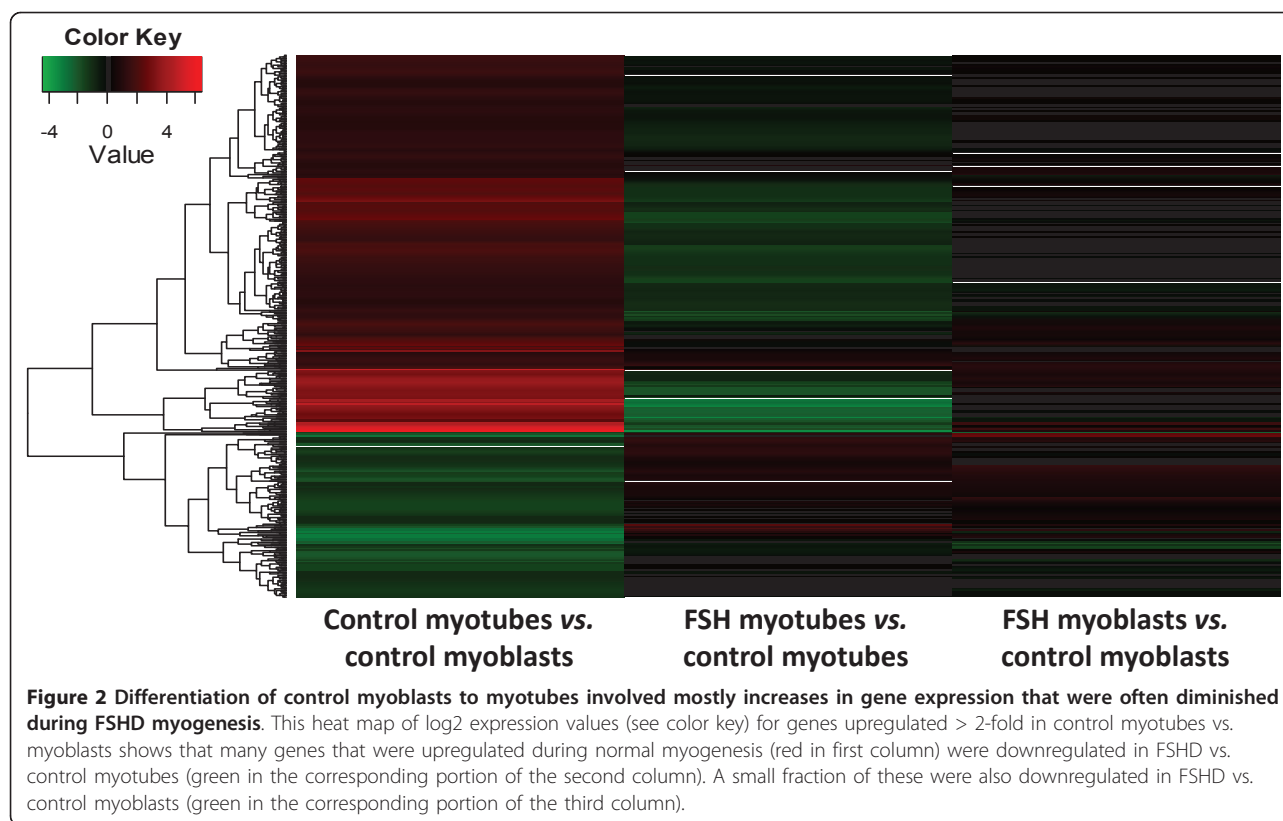 Color Key
-4 0 4
Value
Control myotubes vs. control myoblasts
FSH myotubes vs. control myotubes
FSH myoblasts vs. control myoblasts
Figure 2 Differentiation of control myoblasts to myotubes involved mostly increases in gene expression that were often diminished
during FSHD myogenesis. This heat map of log2 expression values (see color key) for genes upregulated > 2-fold in control myotubes vs.
myoblasts shows that many genes that were upregulated during normal myogenesis (red in first column) were downregulated in FSHD vs.
control myotubes (green in the corresponding portion of the second column). A small fraction of these were also downregulated in FSHD vs.
control myoblasts (green in the corresponding portion of the third column).